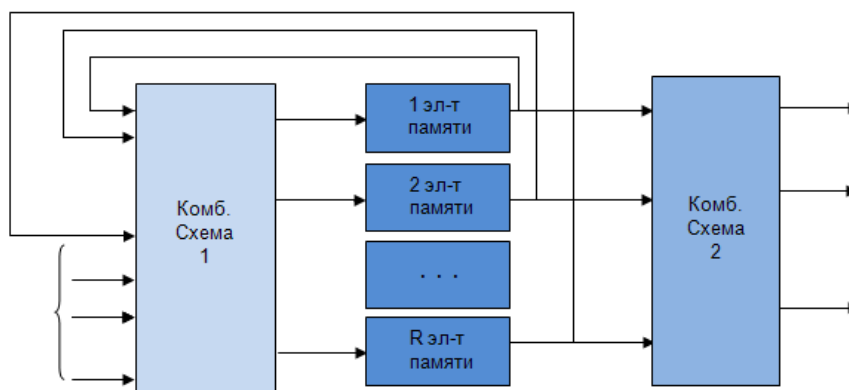 Комб.
Схема
1
1 эл-т
памяти
2 эл-т
памяти
. . .
R эл-т
памяти
Комб.
Схема
2